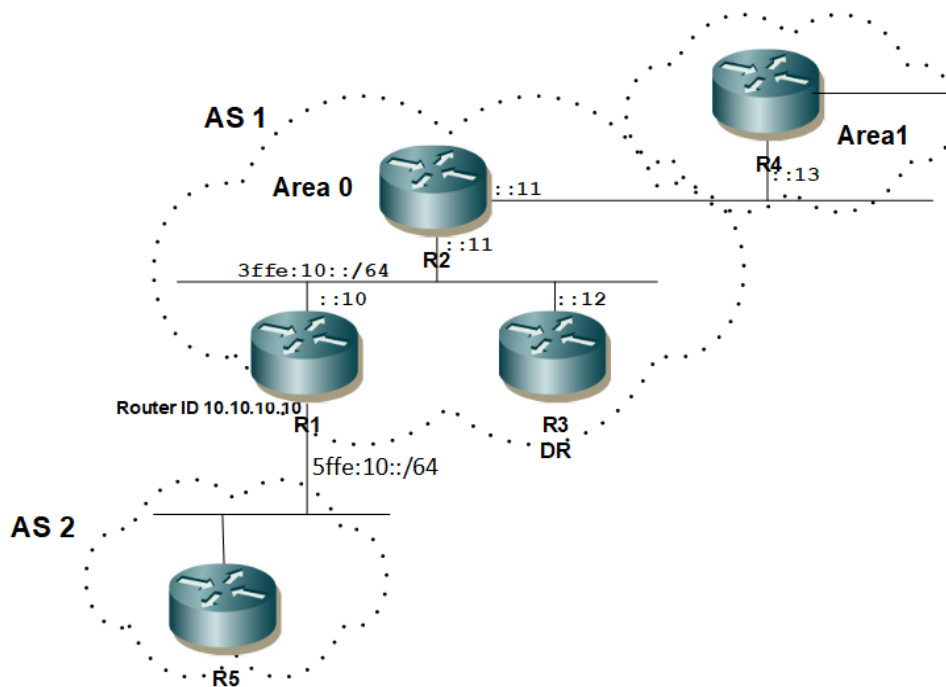 AS 1
R4
Area1
::13
Area 0
::11
::11
R2
3ffe:10::/64
::10
::12
Router ID 10.10.10.10
R1
R3
DR
5ffe:10::/64
AS 2
R5